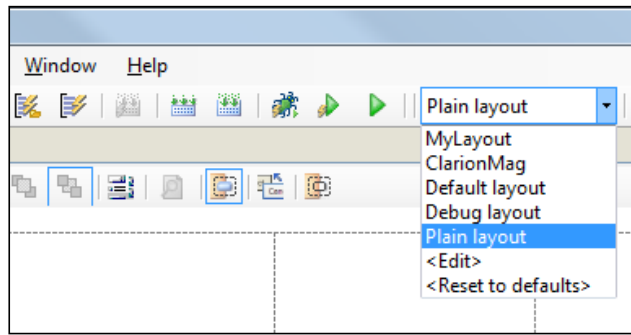 Window Help
Plain layout
MyLayout
ClarionMag
Default layout
Debug layout
Plain layout
<Edit>
<Reset to defaults>